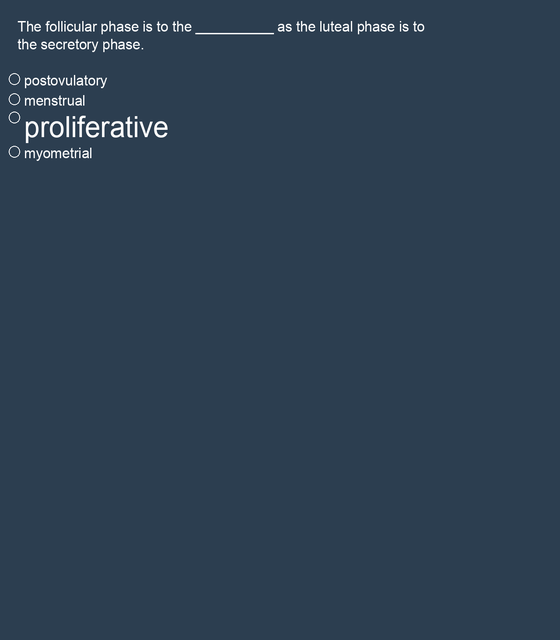 The follicular phase is to the ___________ as the luteal phase is to
the secretory phase.
postovulatory
menstrual
proliferative
myometrial